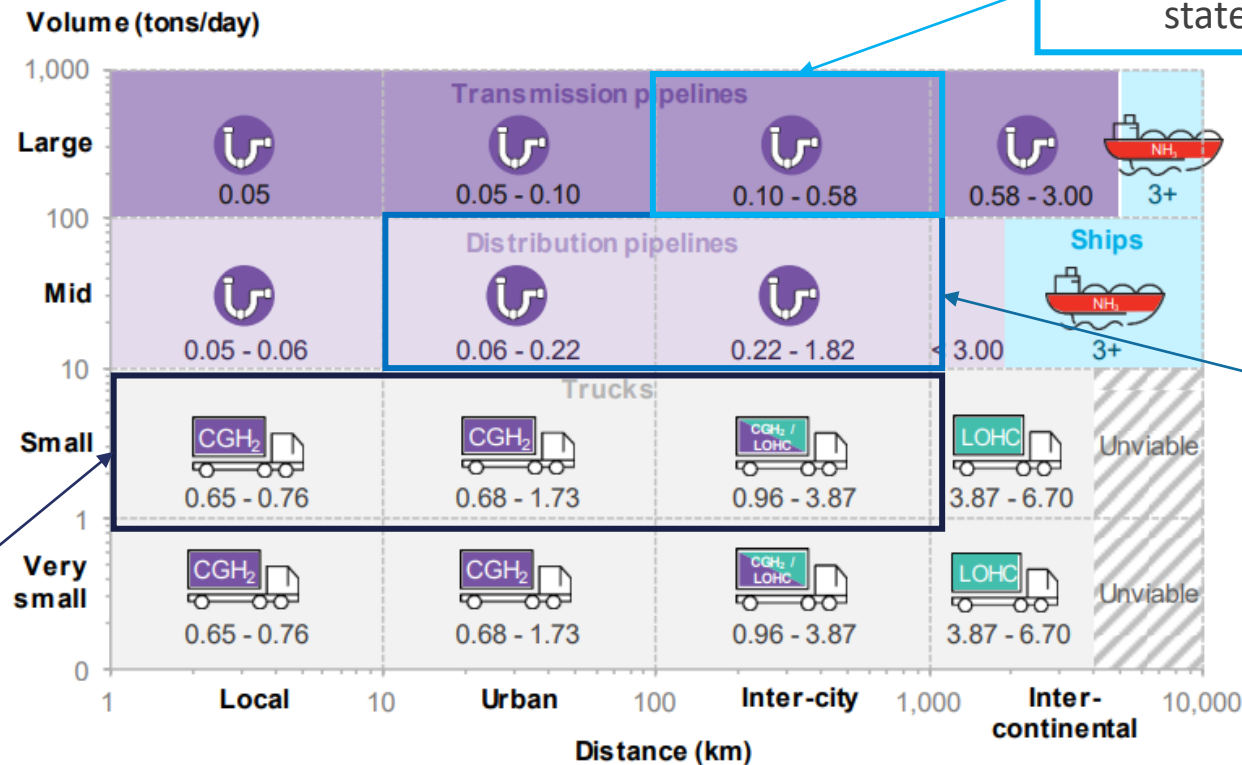 state
Volume (tons/day)
1,000
Transmission pipelines
Large
NH₃
0.05
0.05 - 0.10
0.10 - 0.58
0.58 - 3.00
3+
100
Distribution pipelines
Ships
Mid
NH₃
0.05 - 0.06
0.06 - 0.22
0.22 - 1.82
< 3.00
3+
10
Trucks
Small
CGH₂
CGH₂
CGH₂ /
LOHC
LOHC
Unviable
0.65 - 0.76
0.68 - 1.73
0.96 - 3.87
3.87 - 6.70
1
Very
small
CGH₂
CGH₂
CGH₂ /
LOHC
LOHC
Unviable
0.65 - 0.76
0.68 - 1.73
0.96 - 3.87
3.87 - 6.70
0
1
Local
10
Urban
100
Inter-city
1,000
Inter-
continental
10,000
Distance (km)